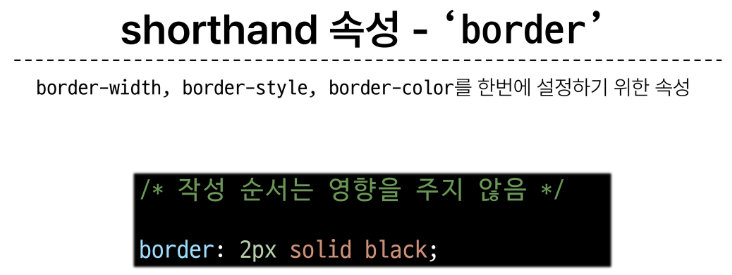 shorthand 속성 - ‘border’
border-width, border-style, border-color를 한번에 설정하기 위한 속성
/* 작성 순서는 영향을 주지 않음 */
border: 2px solid black;